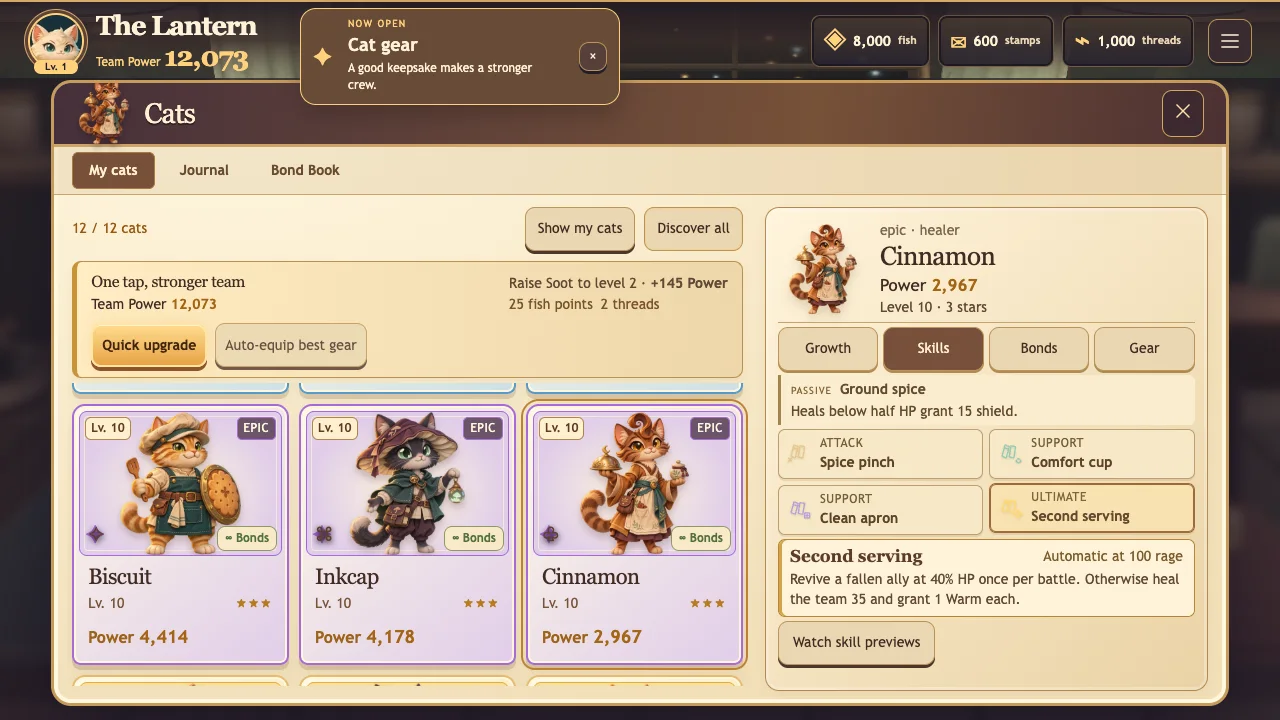 The Lantern
Team Power 12,073
Lv. 1
NOW OPEN
Cat gear
A good keepsake makes a stronger
crew.
×
8,000 fish
600 stamps
1,000 threads
Cats
My cats
Journal
Bond Book
12 / 12 cats
Show my cats
Discover all
One tap, stronger team
Team Power 12,073
Raise Soot to level 2 · +145 Power
25 fish points 2 threads
Quick upgrade
Auto-equip best gear
Lv. 10
EPIC
∞ Bonds
Biscuit
Lv. 10
Power 4,414
Lv. 10
EPIC
∞ Bonds
Inkcap
Lv. 10
Power 4,178
Lv. 10
EPIC
∞ Bonds
Cinnamon
Lv. 10
Power 2,967
epic · healer
Cinnamon
Power 2,967
Level 10 · 3 stars
Growth
Skills
Bonds
Gear
PASSIVE Ground spice
Heals below half HP grant 15 shield.
ATTACK
Spice pinch
SUPPORT
Comfort cup
SUPPORT
Clean apron
ULTIMATE
Second serving
Second serving
Automatic at 100 rage
Revive a fallen ally at 40% HP once per battle. Otherwise heal
the team 35 and grant 1 Warm each.
Watch skill previews